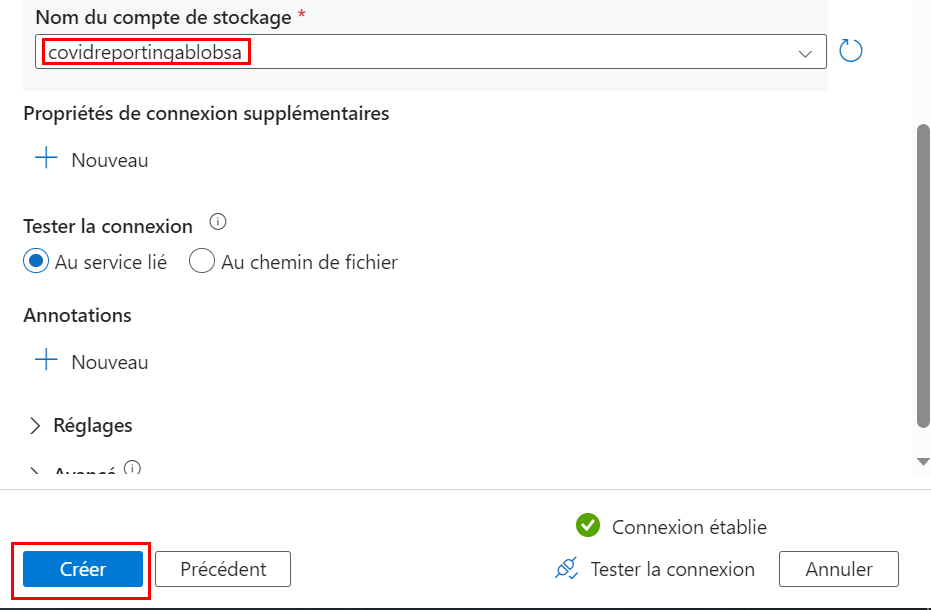 Nom du compte de stockage *
covidreportingablobsa
Propriétés de connexion supplémentaires
Nouveau
Tester la connexion
Au service lié
Au chemin de fichier
Annotations
Nouveau
Réglages
Avancé
Connexion établie
Créer
Précédent
Tester la connexion
Annuler